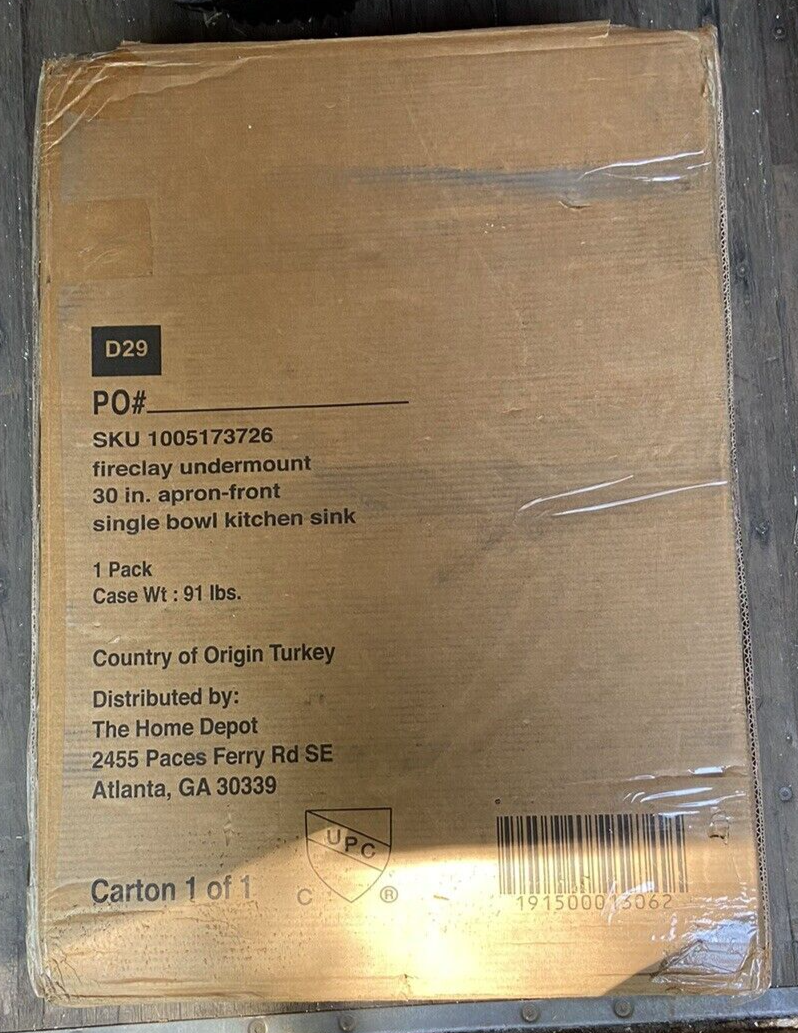 D29
PO#
SKU 1005173726
fireclay undermount
30 in. apron-front
single bowl kitchen sink
1 Pack
Case Wt : 91 lbs.
Country of Origin Turkey
Distributed by:
The Home Depot
2455 Paces Ferry Rd SE
Atlanta, GA 30339
UPC
C ®
Carton 1 of 1
191500013062